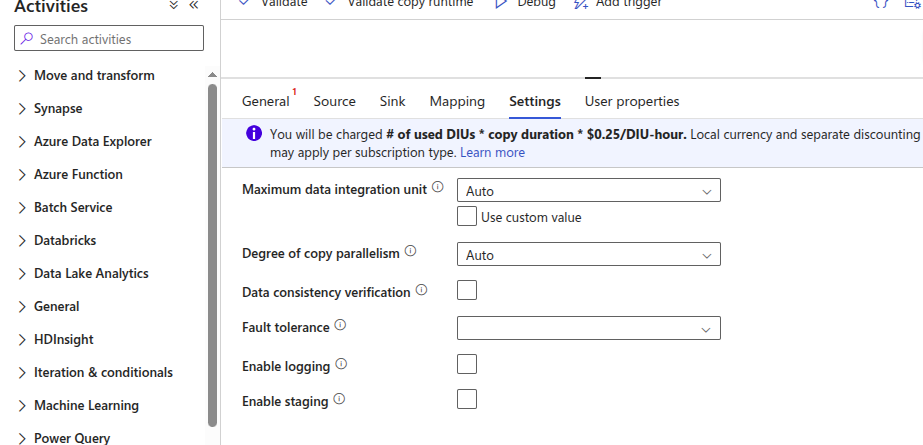 Activities
Validate
Validate copy runtime
Debug
Add trigger
{}
Search activities
Move and transform
Synapse
Azure Data Explorer
Azure Function
Batch Service
Databricks
Data Lake Analytics
General
HDInsight
Iteration & conditionals
Machine Learning
Power Query
General 1
Source
Sink
Mapping
Settings
User properties
You will be charged # of used DIUs * copy duration * $0.25/DIU-hour. Local currency and separate discounting
may apply per subscription type. Learn more
Maximum data integration unit
Auto
Use custom value
Degree of copy parallelism
Auto
Data consistency verification
Fault tolerance
Enable logging
Enable staging